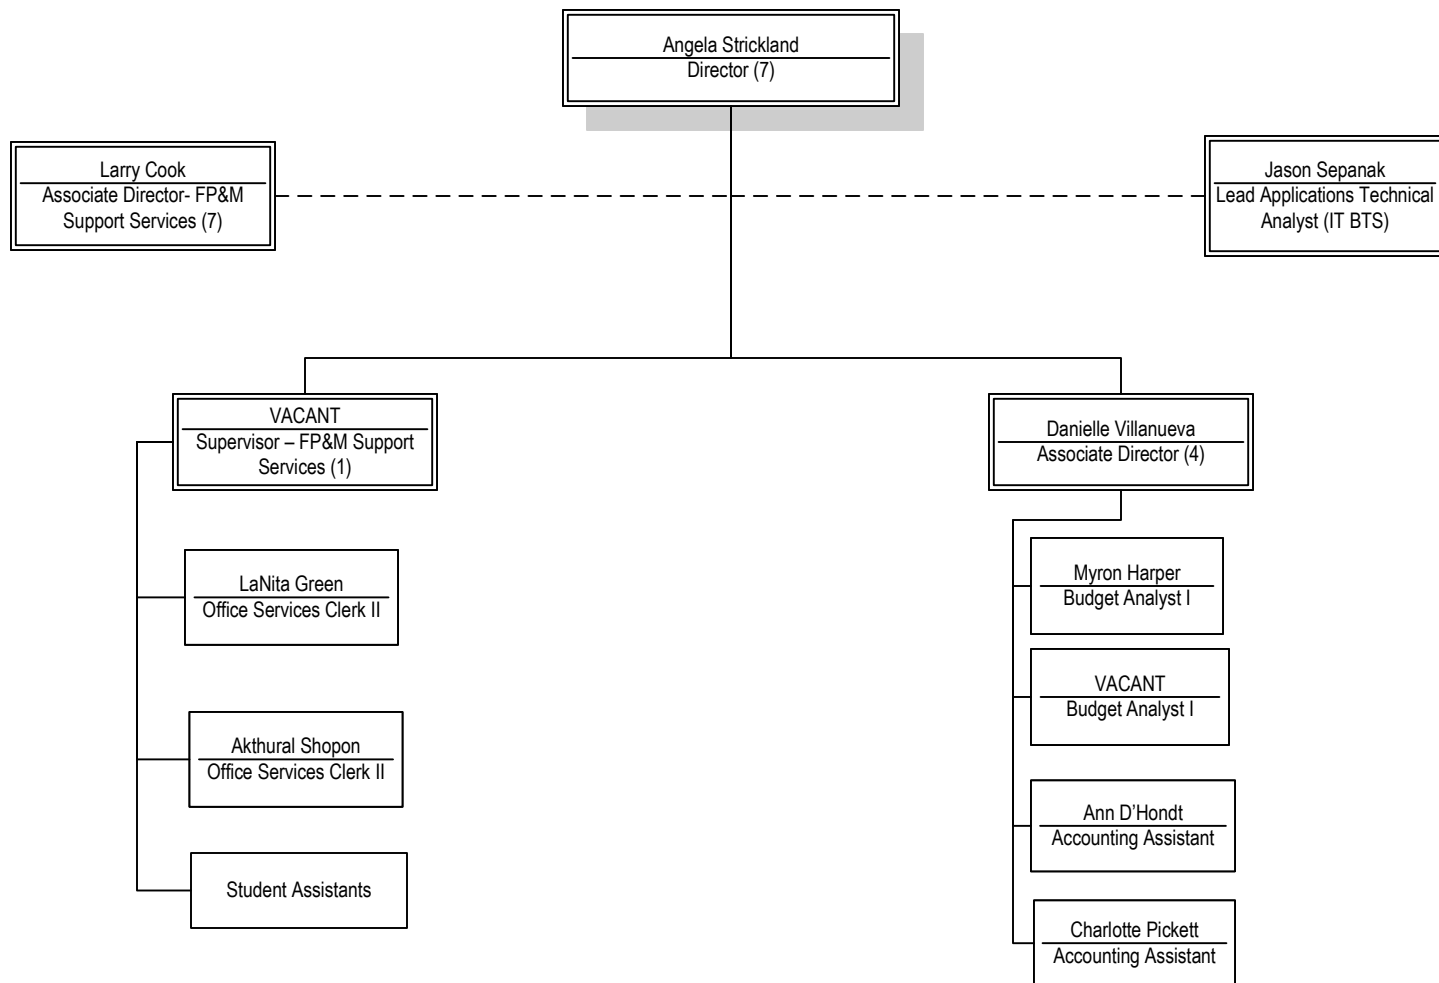 Angela Strickland
Director (7)
Larry Cook
Associate Director- FP&M
Support Services (7)
Jason Sepanak
Lead Applications Technical
Analyst (IT BTS)
VACANT
Supervisor – FP&M Support
Services (1)
LaNita Green
Office Services Clerk II
Akthural Shopon
Office Services Clerk II
Student Assistants
Danielle Villanueva
Associate Director (4)
Myron Harper
Budget Analyst I
VACANT
Budget Analyst I
Ann D’Hondt
Accounting Assistant
Charlotte Pickett
Accounting Assistant